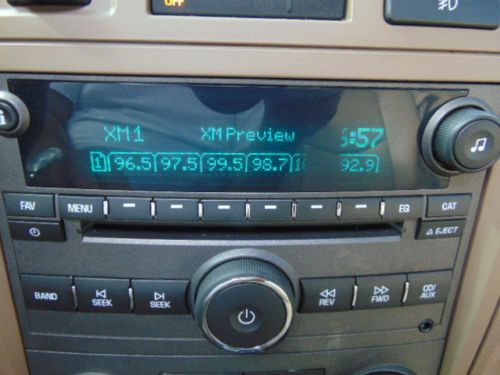 OFF
XM1 XM Preview :57
1 96.5 97.5 99.5 98.7 92.9
FAV MENU EQ CAT
EJECT
BAND SEEK SEEK REV FWD CD/AUX